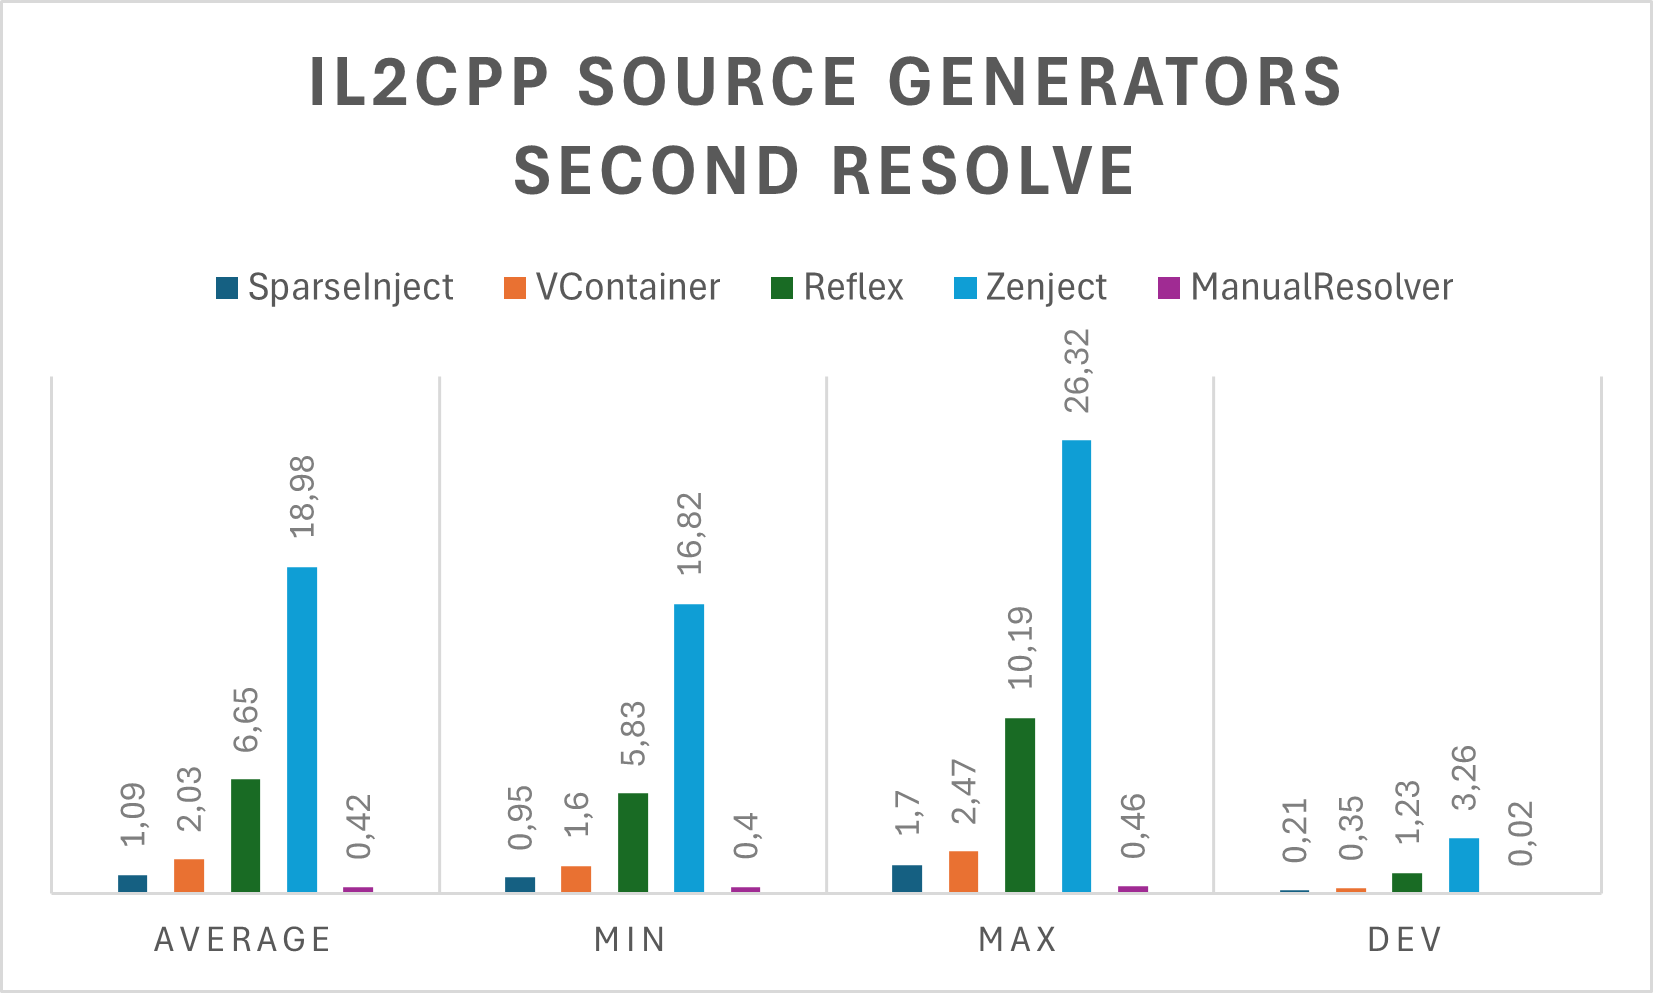 IL2CPP SOURCE GENERATORS
SECOND RESOLVE
SparseInject VContainer Reflex Zenject ManualResolver
1,09 2,03 6,65 18,98 0,42
0,95 1,6 5,83 16,82 0,4
1,7 2,47 10,19 26,32 0,46
0,21 0,35 1,23 3,26 0,02
AVERAGE MIN MAX DEV